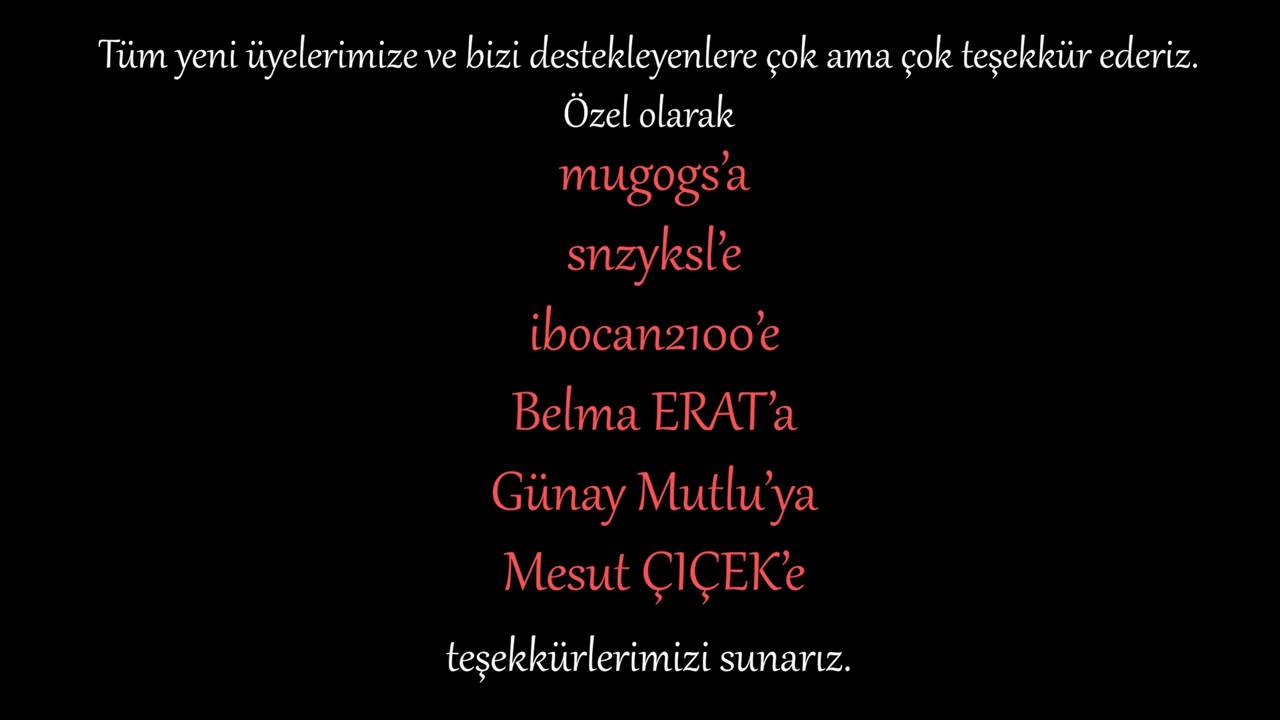 Tüm yeni üyelerimize ve bizi destekleyenlere çok ama çok teşekkür ederiz.
Özel olarak
mugogs’a
snzyksl’e
ibocan2100’e
Belma ERAT’a
Günay Mutlu’ya
Mesut ÇIÇEK’e
teşekkürlerimizi sunarız.